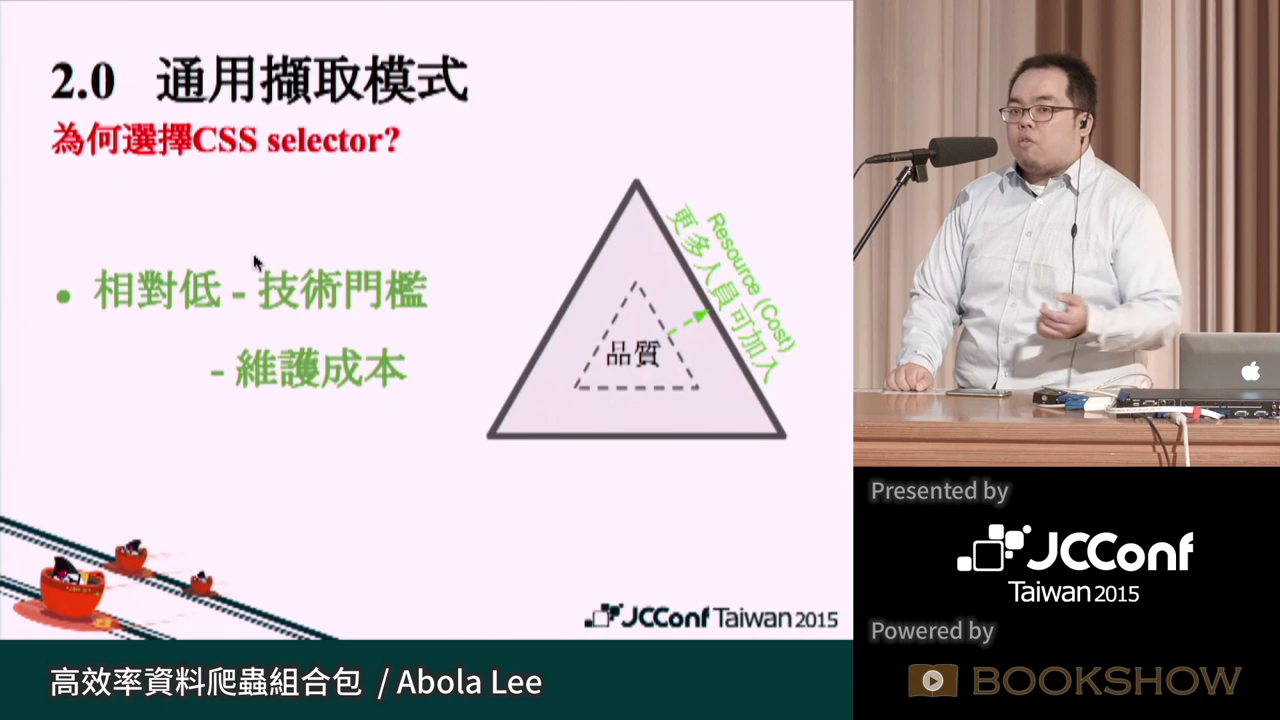 2.0 通用擷取模式
為何選擇CSS selector?
• 相對低 - 技術門檻
- 維護成本
Resource (Cost)
更多人員可加入
品質
JCConf Taiwan 2015
高效率資料爬蟲組合包 / Abola Lee
Presented by
JCConf
Taiwan 2015
Powered by
BOOKSHOW